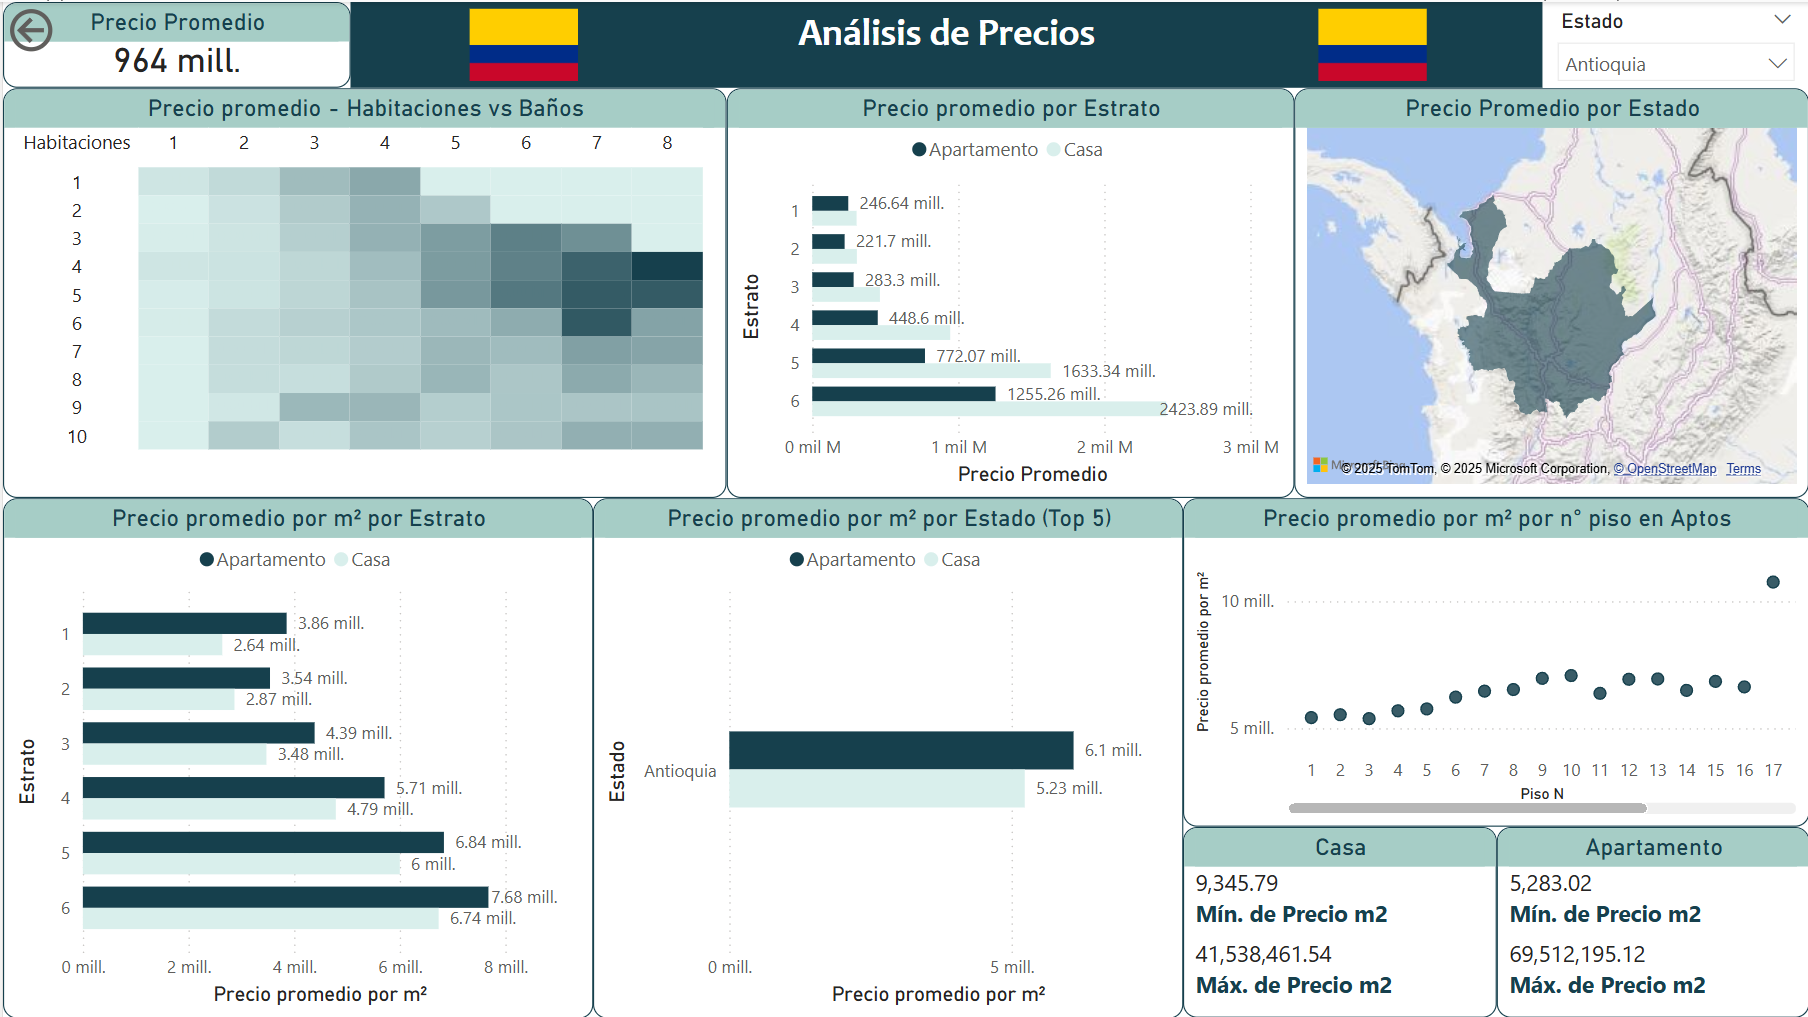 Precio Promedio
964 mill.
Análisis de Precios
Estado
Antioquia
Precio promedio - Habitaciones vs Baños
Habitaciones 1 2 3 4 5 6 7 8
1
2
3
4
5
6
7
8
9
10
Precio promedio por Estrato
Apartamento Casa
Estrato
1 246.64 mill.
2 221.7 mill.
3 283.3 mill.
4 448.6 mill.
5 772.07 mill.
1633.34 mill.
6 1255.26 mill.
2423.89 mill.
0 mil M 1 mil M 2 mil M 3 mil M
Precio Promedio
Precio Promedio por Estado
© 2025 TomTom, © 2025 Microsoft Corporation, © OpenStreetMap Terms
Precio promedio por m² por Estrato
Apartamento Casa
Estrato
1 3.86 mill.
2.64 mill.
2 3.54 mill.
2.87 mill.
3 4.39 mill.
3.48 mill.
4 5.71 mill.
4.79 mill.
5 6.84 mill.
6 mill.
6 7.68 mill.
6.74 mill.
0 mill. 2 mill. 4 mill. 6 mill. 8 mill.
Precio promedio por m²
Precio promedio por m² por Estado (Top 5)
Apartamento Casa
Estado
Antioquia
6.1 mill.
5.23 mill.
0 mill. 5 mill.
Precio promedio por m²
Precio promedio por m² por n° piso en Aptos
Precio promedio por m²
10 mill.
5 mill.
1 2 3 4 5 6 7 8 9 10 11 12 13 14 15 16 17
Piso N
Casa
9,345.79
Mín. de Precio m2
41,538,461.54
Máx. de Precio m2
Apartamento
5,283.02
Mín. de Precio m2
69,512,195.12
Máx. de Precio m2